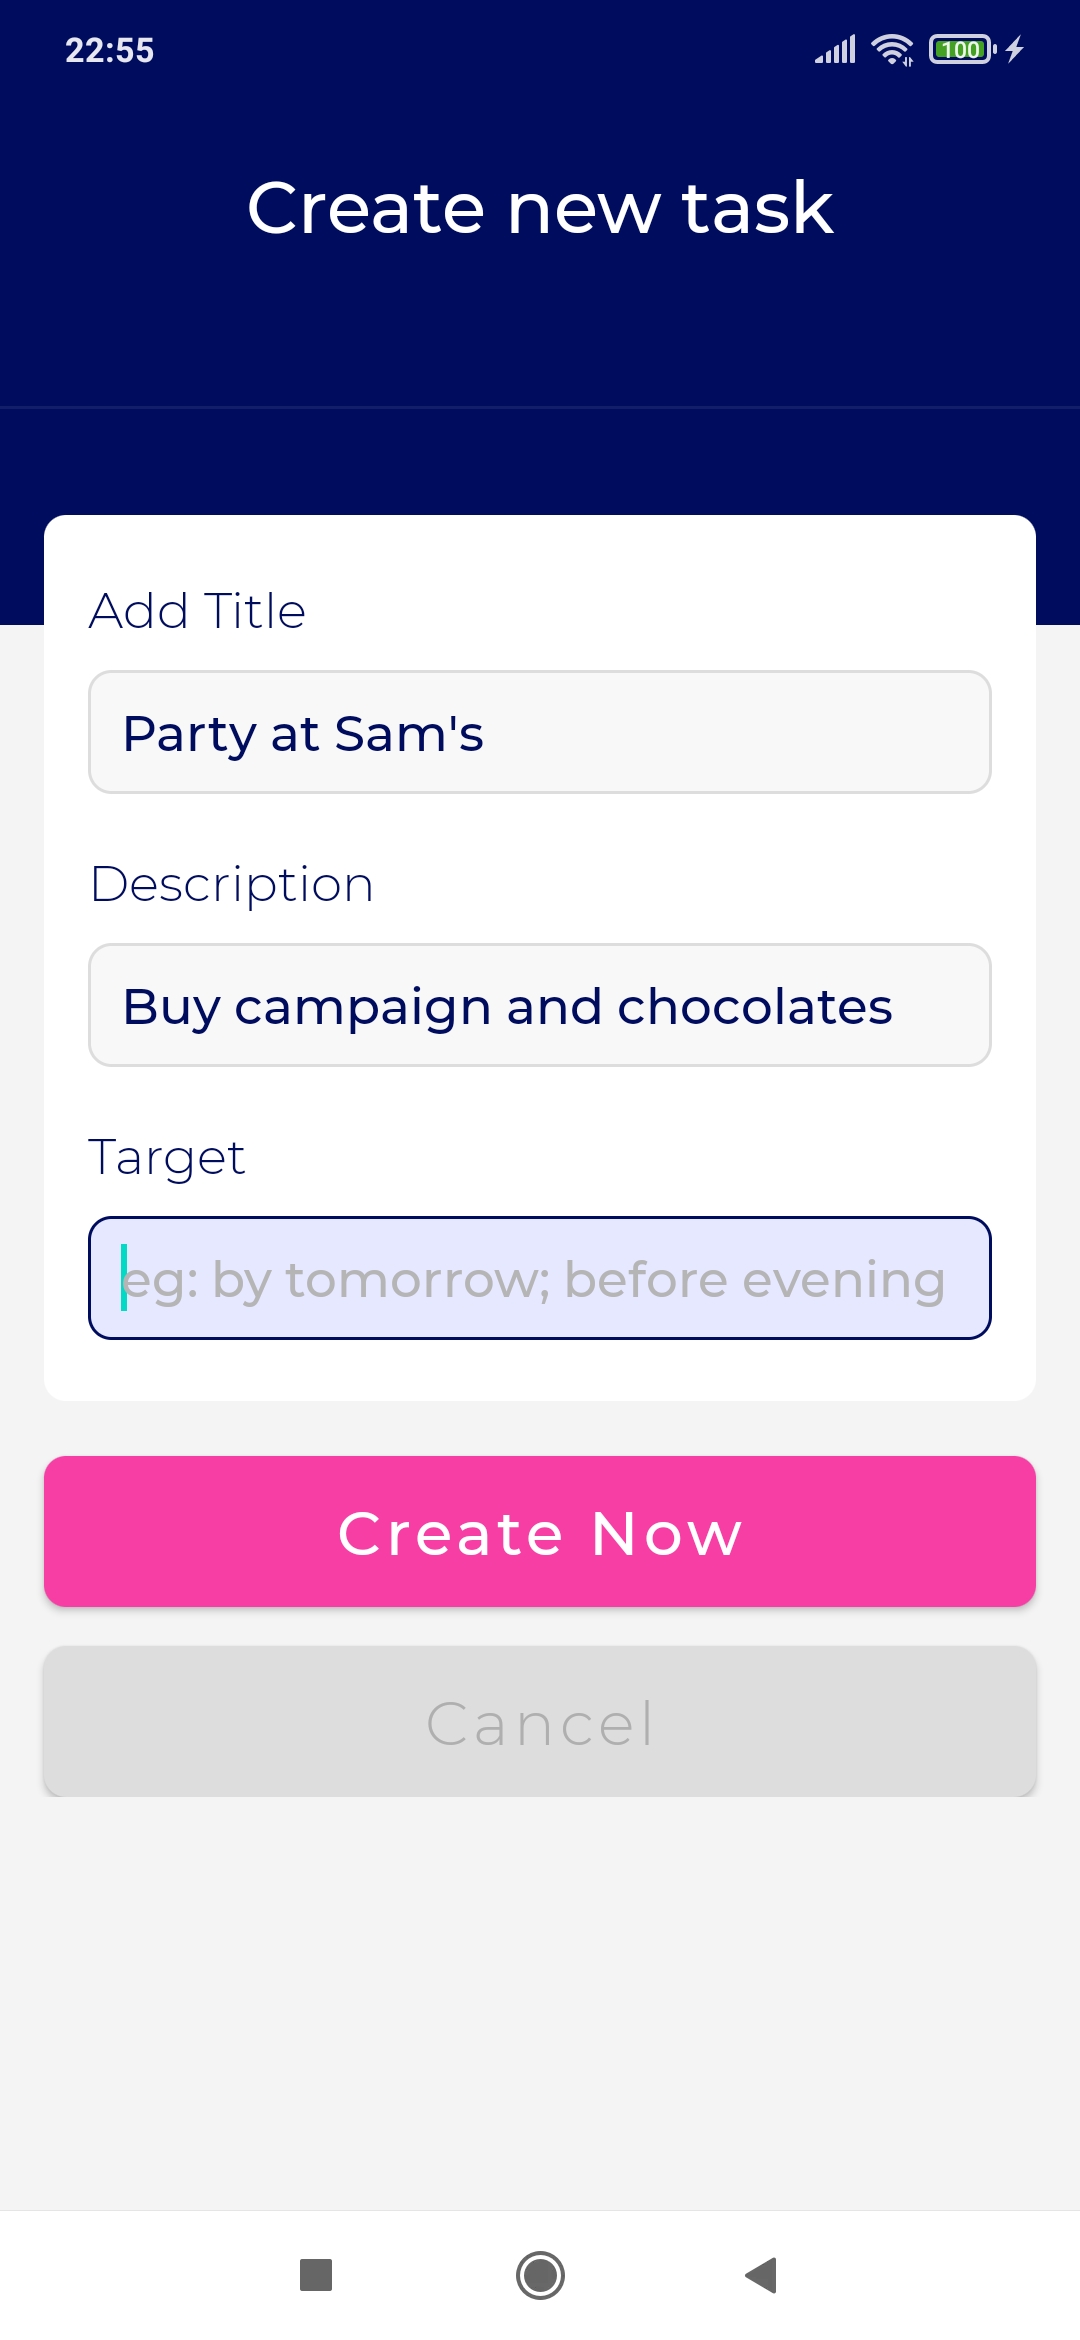 22:55
100
Create new task
Add Title
Party at Sam's
Description
Buy campaign and chocolates
Target
eg: by tomorrow; before evening
Create Now
Cancel